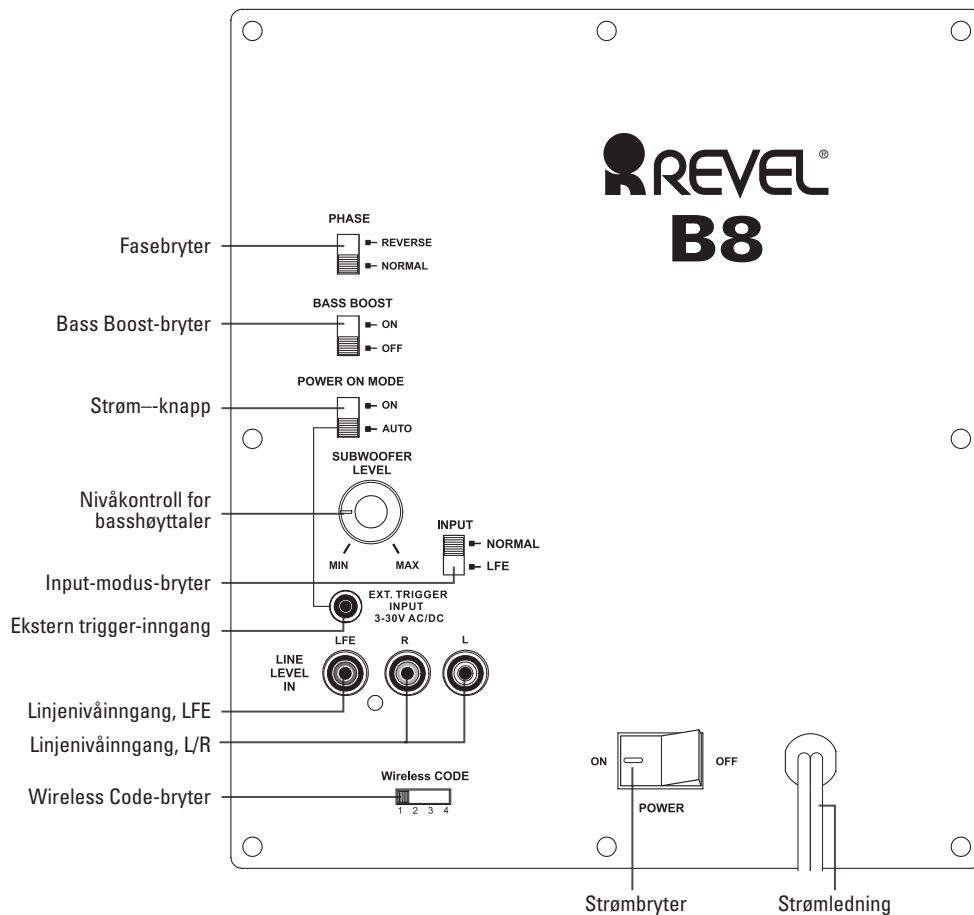 REVEL®
B8
PHASE
Fasebryter
REVERSE
NORMAL
BASS BOOST
Bass Boost-bryter
ON
OFF
POWER ON MODE
Strøm–-knapp
ON
AUTO
SUBWOOFER
LEVEL
Nivåkontroll for
basshøyttaler
MIN
MAX
INPUT
NORMAL
LFE
Input-modus-bryter
EXT. TRIGGER
INPUT
3-30V AC/DC
Ekstern trigger-inngang
LFE
R
L
LINE
LEVEL
IN
Linjenivåinngang, LFE
Linjenivåinngang, L/R
Wireless CODE
Wireless Code-bryter
1 2 3 4
ON
OFF
POWER
Strømbryter
Strømledning